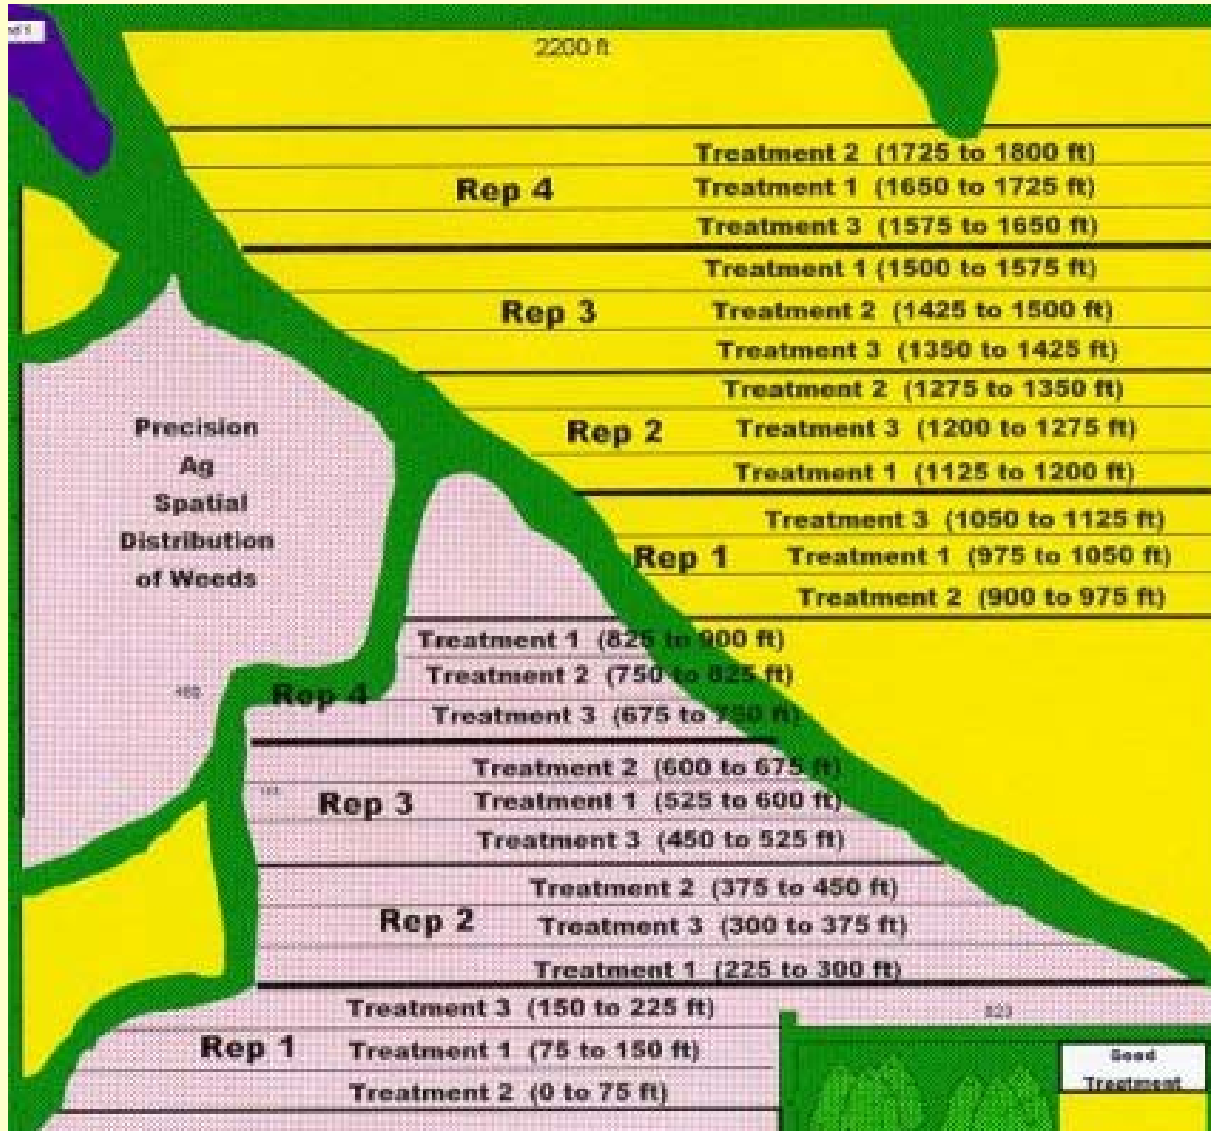 2200 ft
Treatment 2 (1725 to 1800 ft)
Rep 4
Treatment 1 (1650 to 1725 ft)
Treatment 3 (1575 to 1650 ft)
Treatment 1 (1500 to 1575 ft)
Rep 3
Treatment 2 (1425 to 1500 ft)
Treatment 3 (1350 to 1425 ft)
Treatment 2 (1275 to 1350 ft)
Rep 2
Treatment 3 (1200 to 1275 ft)
Treatment 1 (1125 to 1200 ft)
Treatment 3 (1050 to 1125 ft)
Rep 1
Treatment 1 (975 to 1050 ft)
Treatment 2 (900 to 975 ft)
Precision
Ag
Spatial
Distribution
of Weeds
Treatment 1 (825 to 900 ft)
Treatment 2 (750 to 825 ft)
Rep 4
Treatment 3 (675 to 750 ft)
Treatment 2 (600 to 675 ft)
Rep 3
Treatment 1 (525 to 600 ft)
Treatment 3 (450 to 525 ft)
Treatment 2 (375 to 450 ft)
Rep 2
Treatment 3 (300 to 375 ft)
Treatment 1 (225 to 300 ft)
Treatment 3 (150 to 225 ft)
Rep 1
Treatment 1 (75 to 150 ft)
Treatment 2 (0 to 75 ft)
Treatment